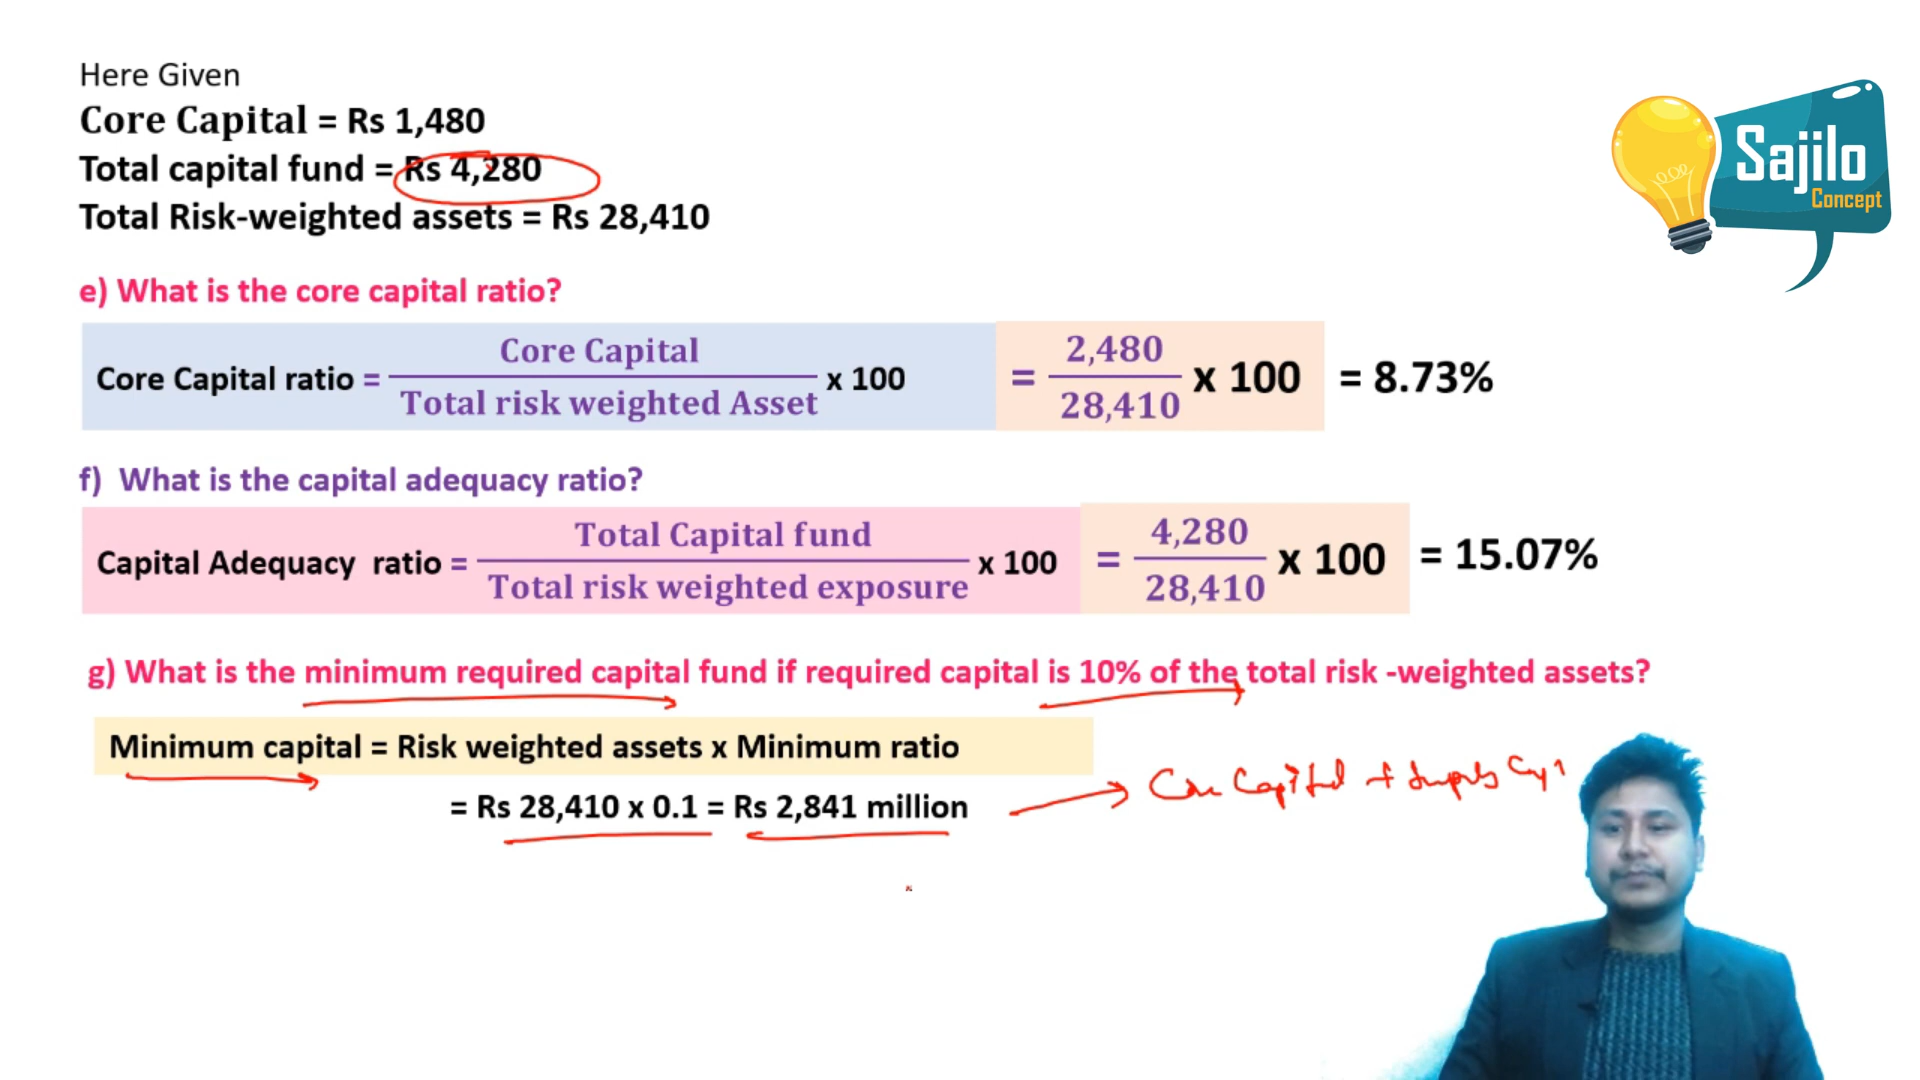 Here Given
Core Capital = Rs 1,480
Total capital fund = Rs 4,280
Total Risk-weighted assets = Rs 28,410
Sajilo
Concept
e) What is the core capital ratio?
Core Capital ratio = Core Capital / Total risk weighted Asset x 100 = 2,480 / 28,410 x 100 = 8.73%
f) What is the capital adequacy ratio?
Capital Adequacy ratio = Total Capital fund / Total risk weighted exposure x 100 = 4,280 / 28,410 x 100 = 15.07%
g) What is the minimum required capital fund if required capital is 10% of the total risk -weighted assets?
Minimum capital = Risk weighted assets x Minimum ratio
= Rs 28,410 x 0.1 = Rs 2,841 million
Core Capital +